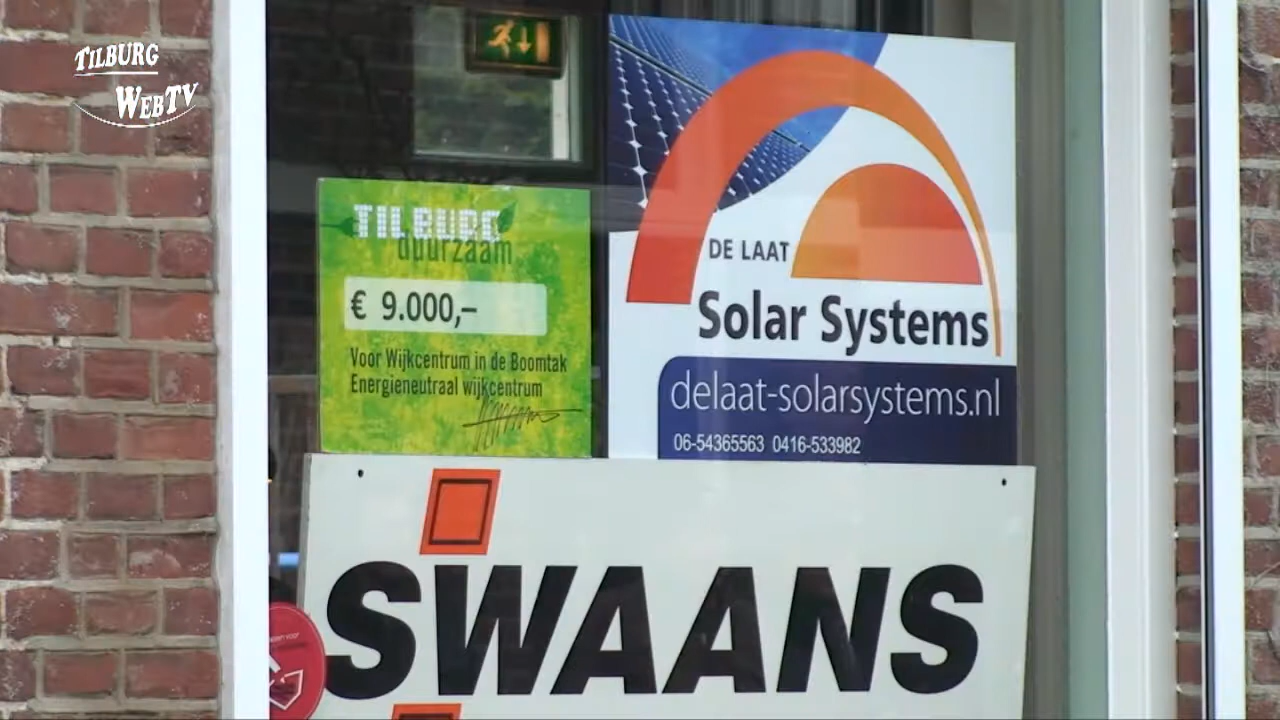 TILBURG
WEBTV
TILBURG
duurzaam
€ 9.000,–
Voor Wijkcentrum in de Boomtak
Energieneutraal wijkcentrum
DE LAAT
Solar Systems
delaat-solarsystems.nl
06-54365563 0416-533982
SWAANS